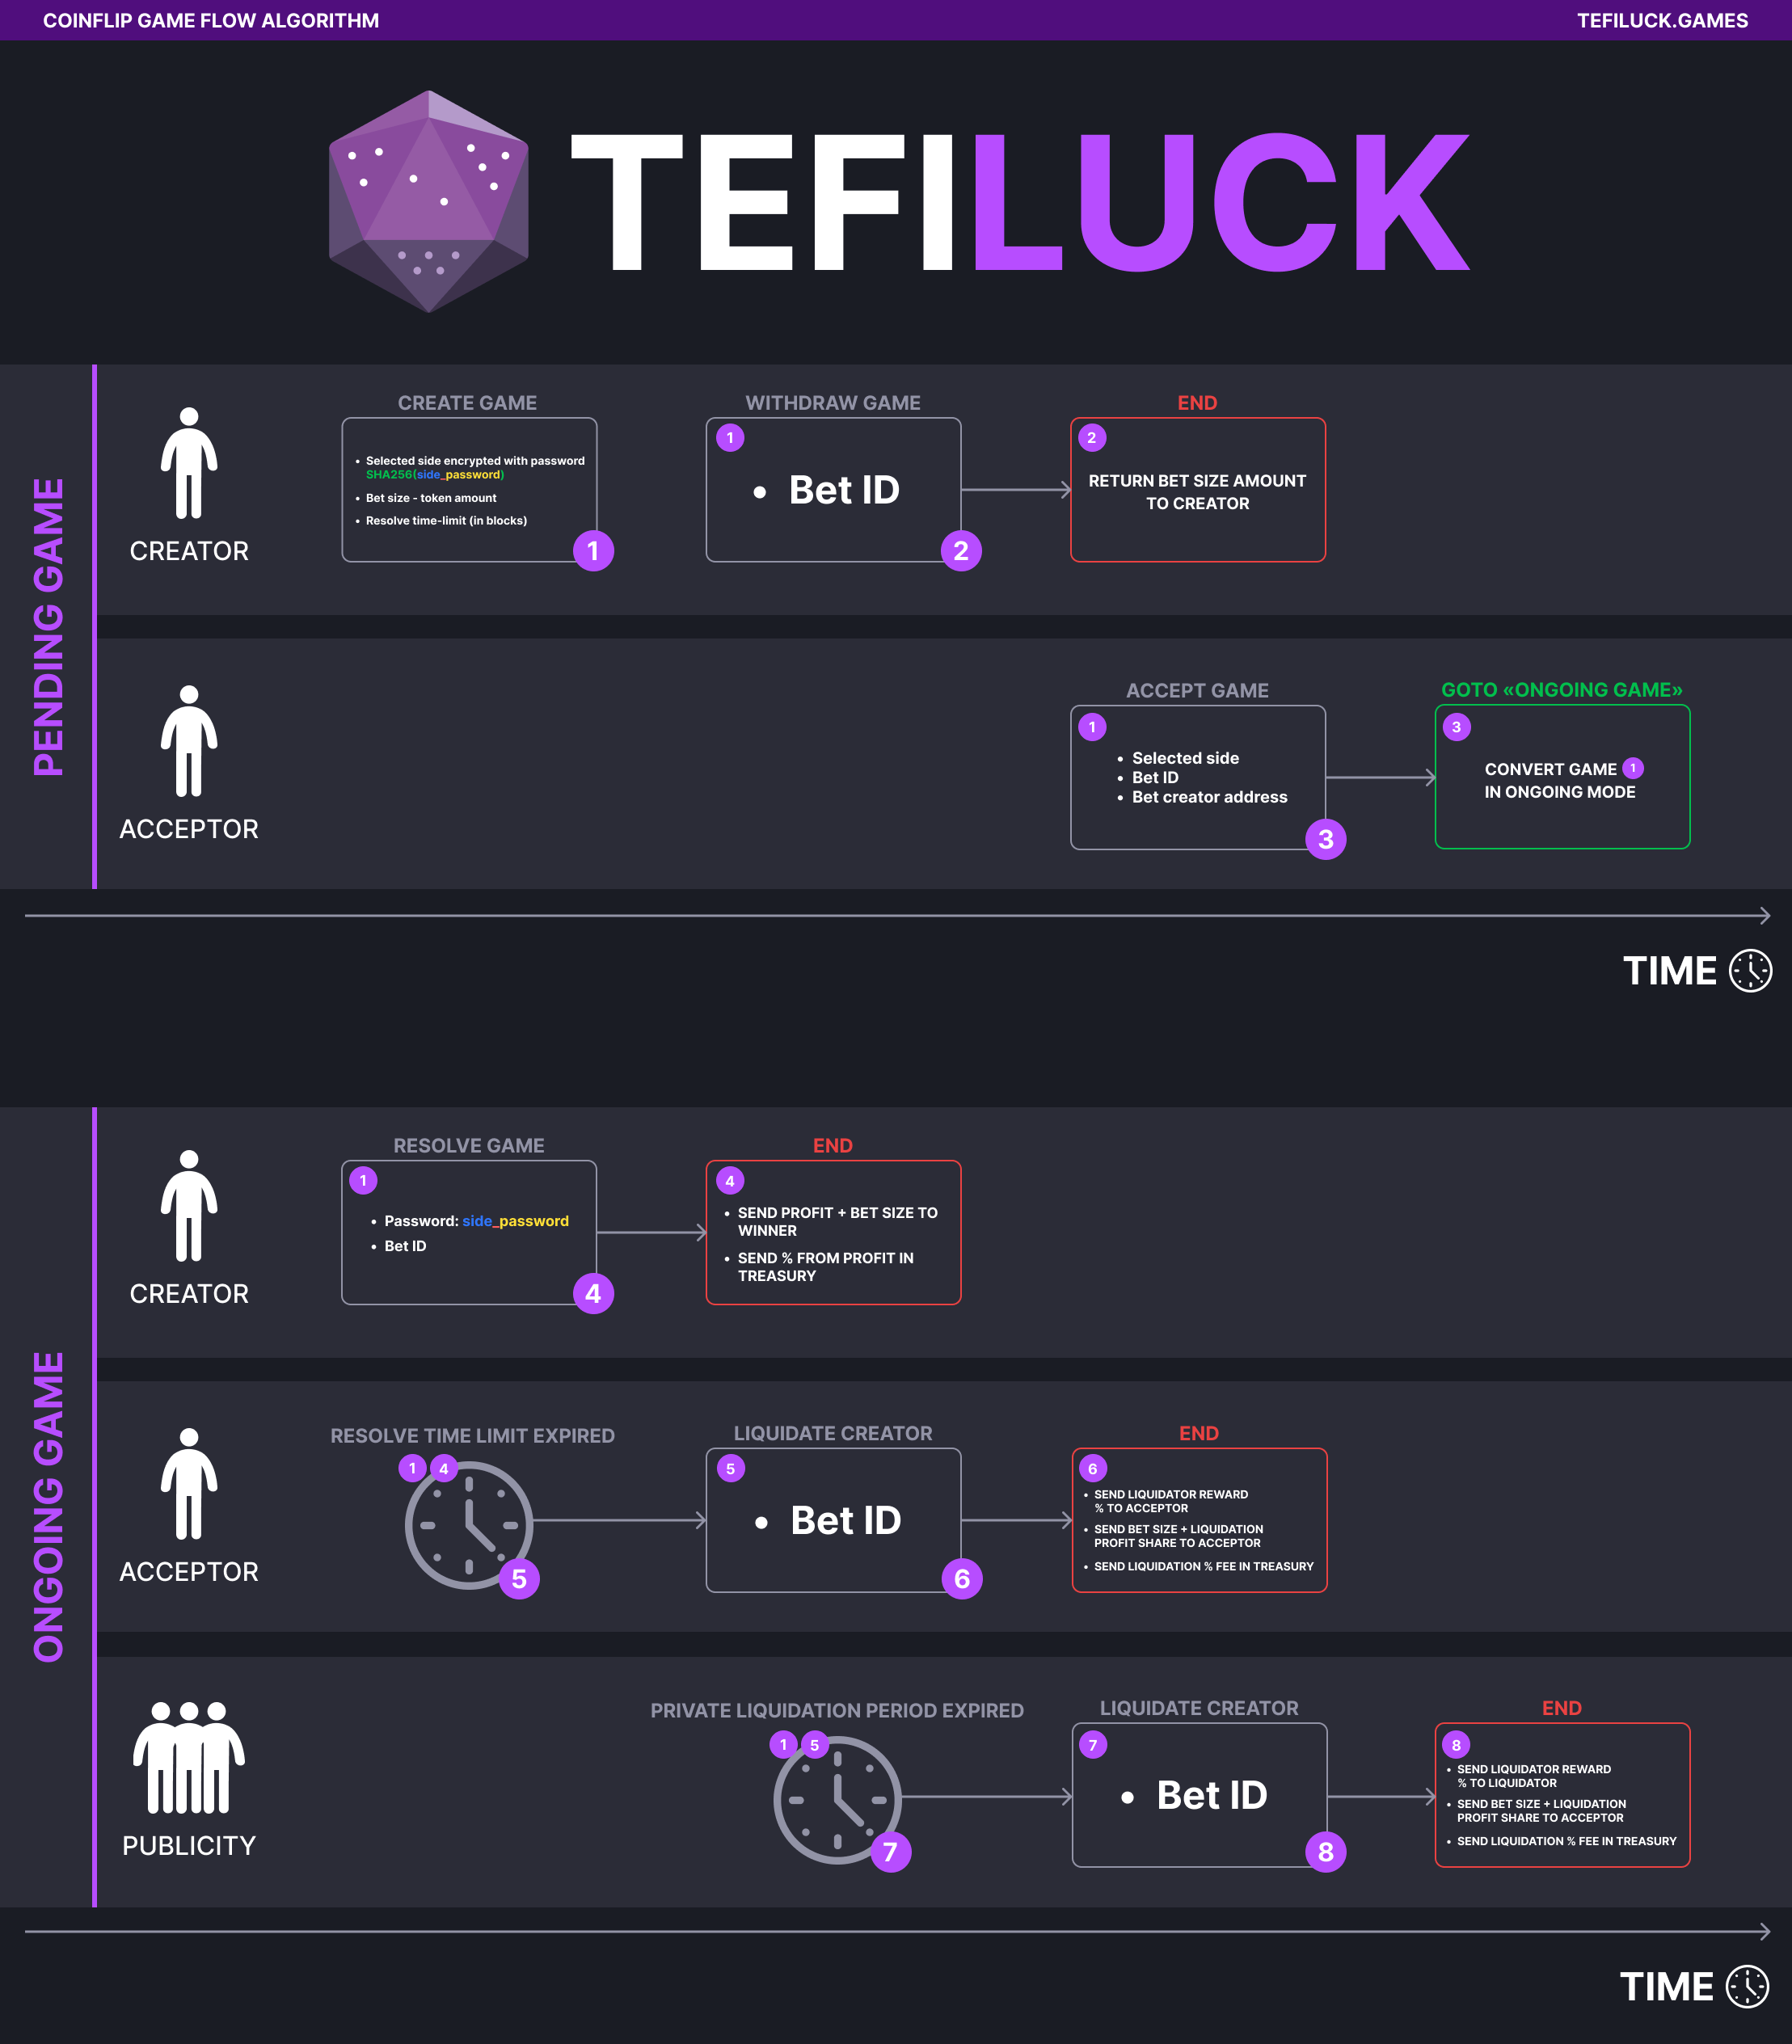 COINFLIP GAME FLOW ALGORITHM
TEFILUCK.GAMES
TEFILUCK
PENDING GAME
CREATOR
CREATE GAME
• Selected side encrypted with password
SHA256(side_password)
• Bet size - token amount
• Resolve time-limit (in blocks)
1
WITHDRAW GAME
1
• Bet ID
2
END
2
RETURN BET SIZE AMOUNT
TO CREATOR
ACCEPTOR
ACCEPT GAME
1
• Selected side
• Bet ID
• Bet creator address
3
GOTO «ONGOING GAME»
3
CONVERT GAME 1
IN ONGOING MODE
TIME
ONGOING GAME
CREATOR
RESOLVE GAME
1
• Password: side_password
• Bet ID
4
END
4
• SEND PROFIT + BET SIZE TO
WINNER
• SEND % FROM PROFIT IN
TREASURY
ACCEPTOR
RESOLVE TIME LIMIT EXPIRED
1 4
5
LIQUIDATE CREATOR
5
• Bet ID
6
END
6
• SEND LIQUIDATOR REWARD
% TO ACCEPTOR
• SEND BET SIZE + LIQUIDATION
PROFIT SHARE TO ACCEPTOR
• SEND LIQUIDATION % FEE IN TREASURY
PUBLICITY
PRIVATE LIQUIDATION PERIOD EXPIRED
1 5
7
LIQUIDATE CREATOR
7
• Bet ID
8
END
8
• SEND LIQUIDATOR REWARD
% TO LIQUIDATOR
• SEND BET SIZE + LIQUIDATION
PROFIT SHARE TO ACCEPTOR
• SEND LIQUIDATION % FEE IN TREASURY
TIME